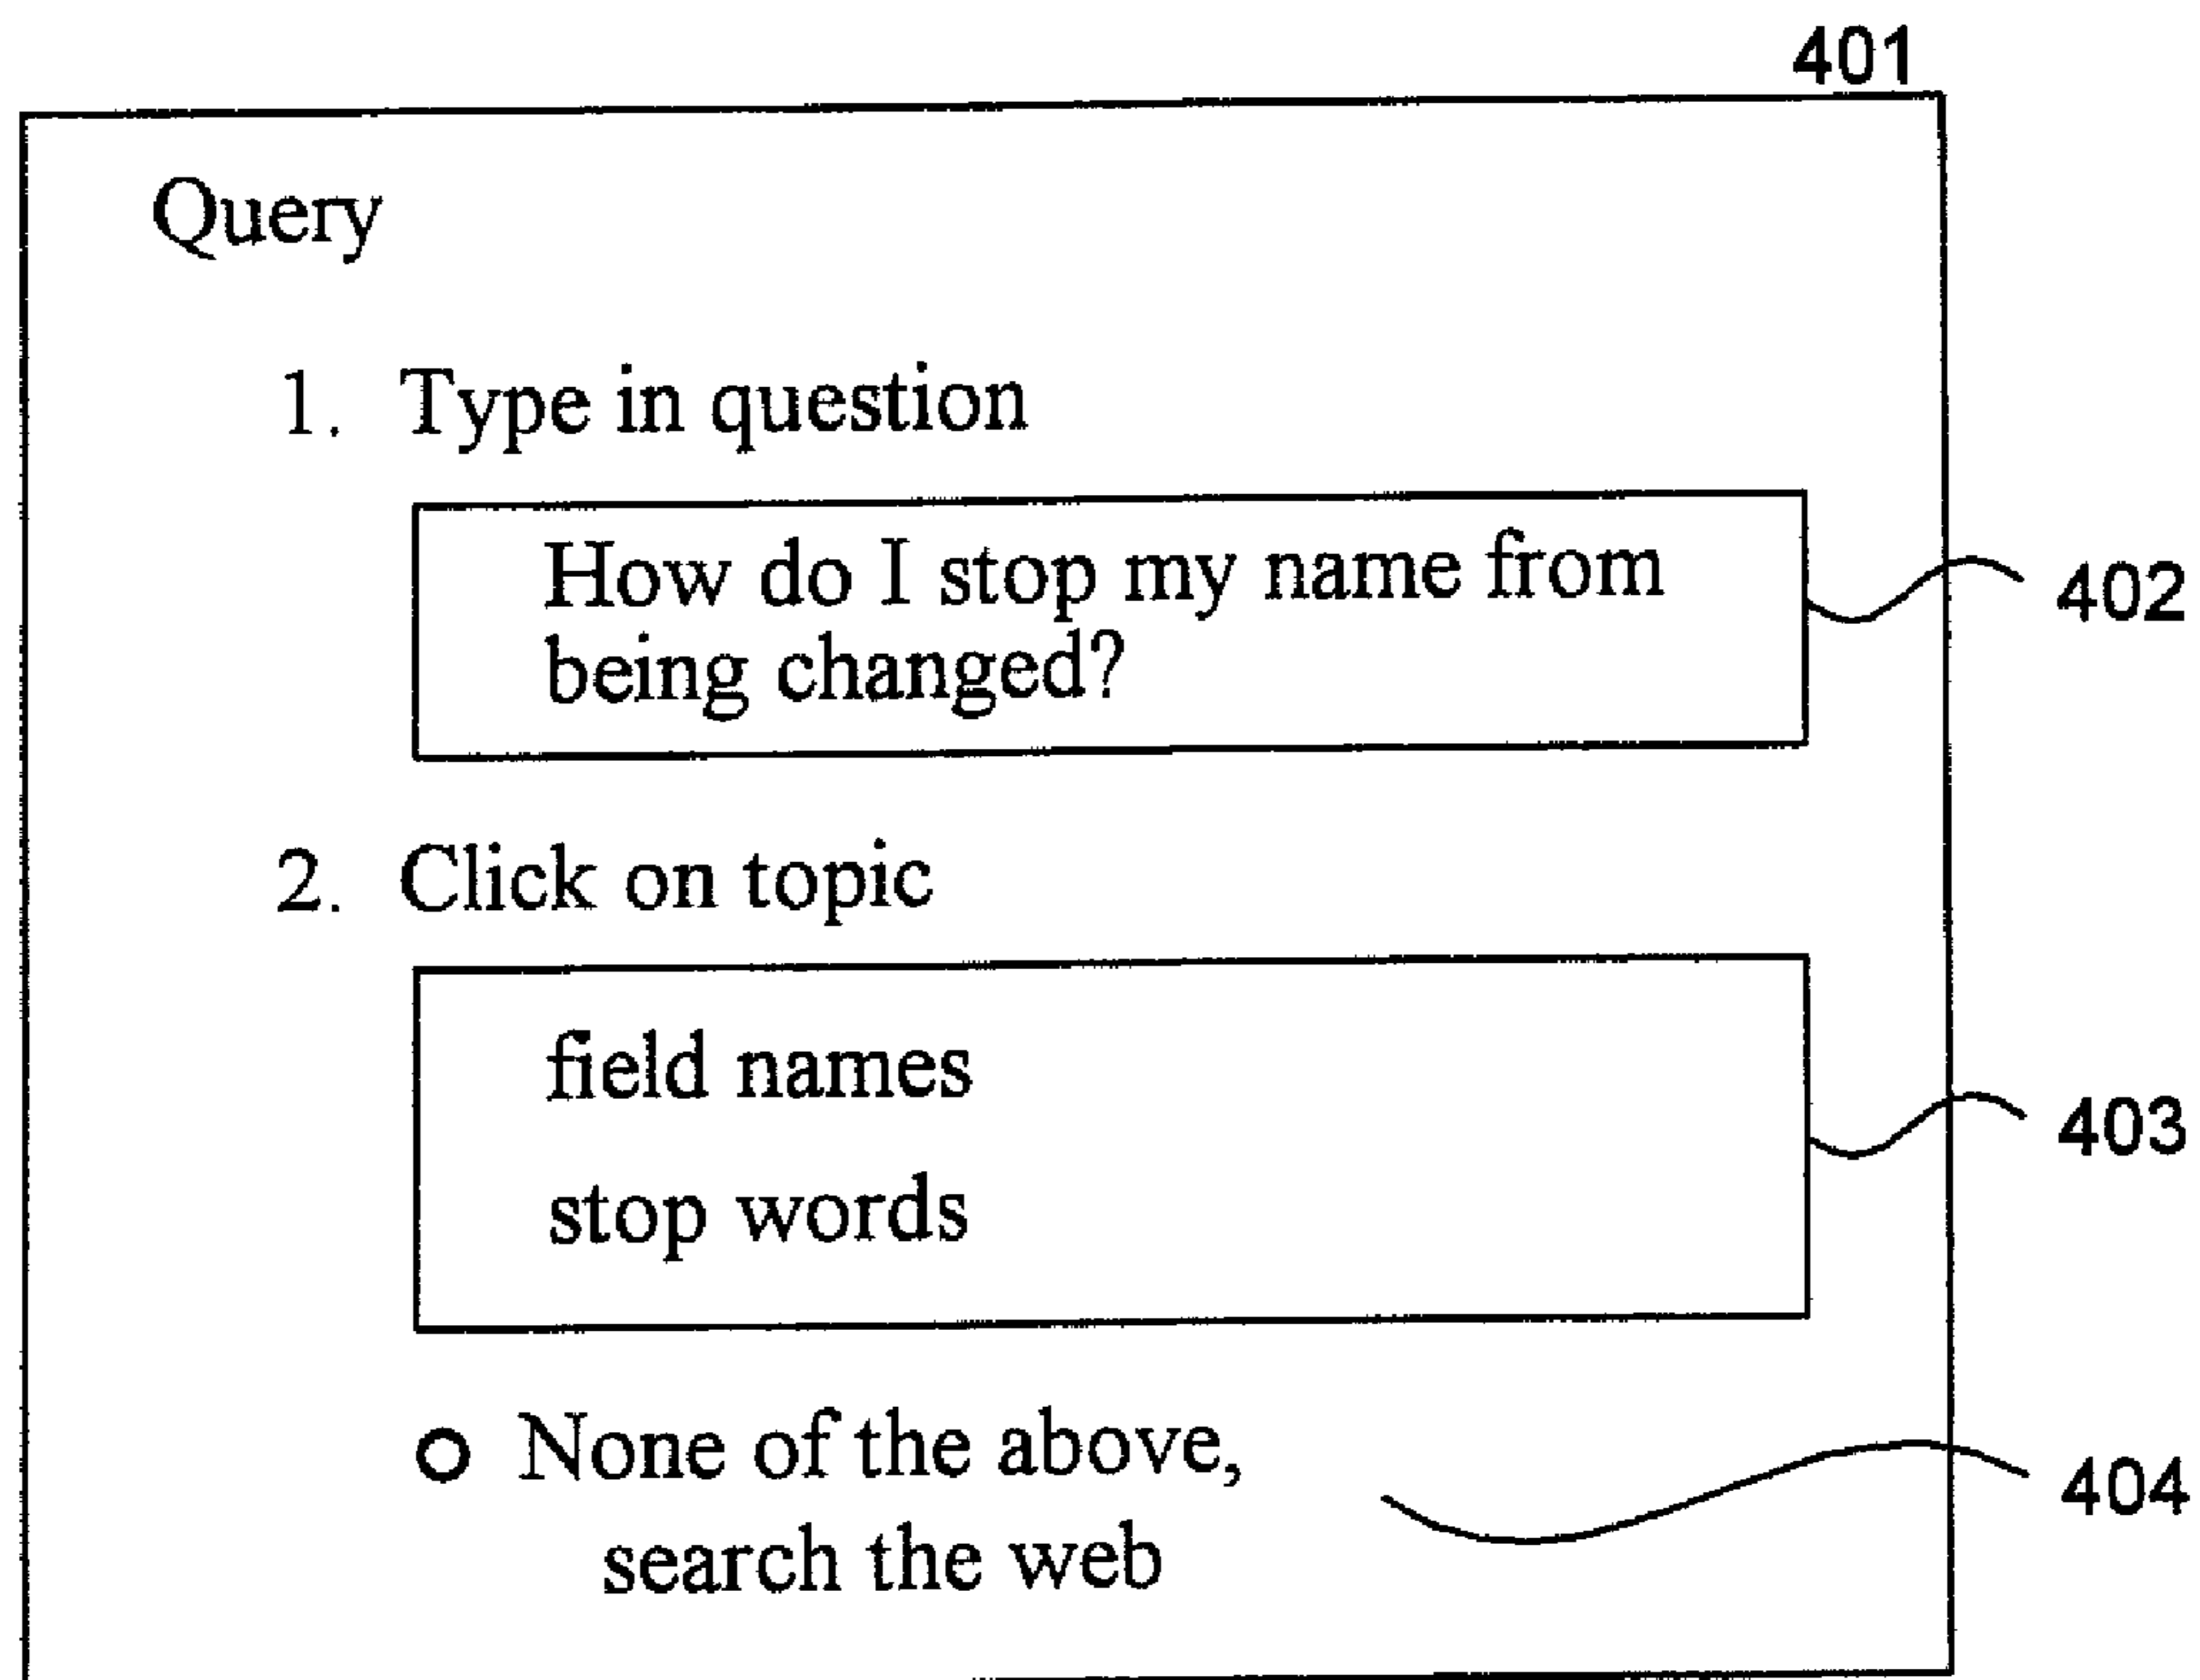 401
Query
1. Type in question
How do I stop my name from
being changed?
402
2. Click on topic
field names
stop words
403
None of the above,
search the web
404